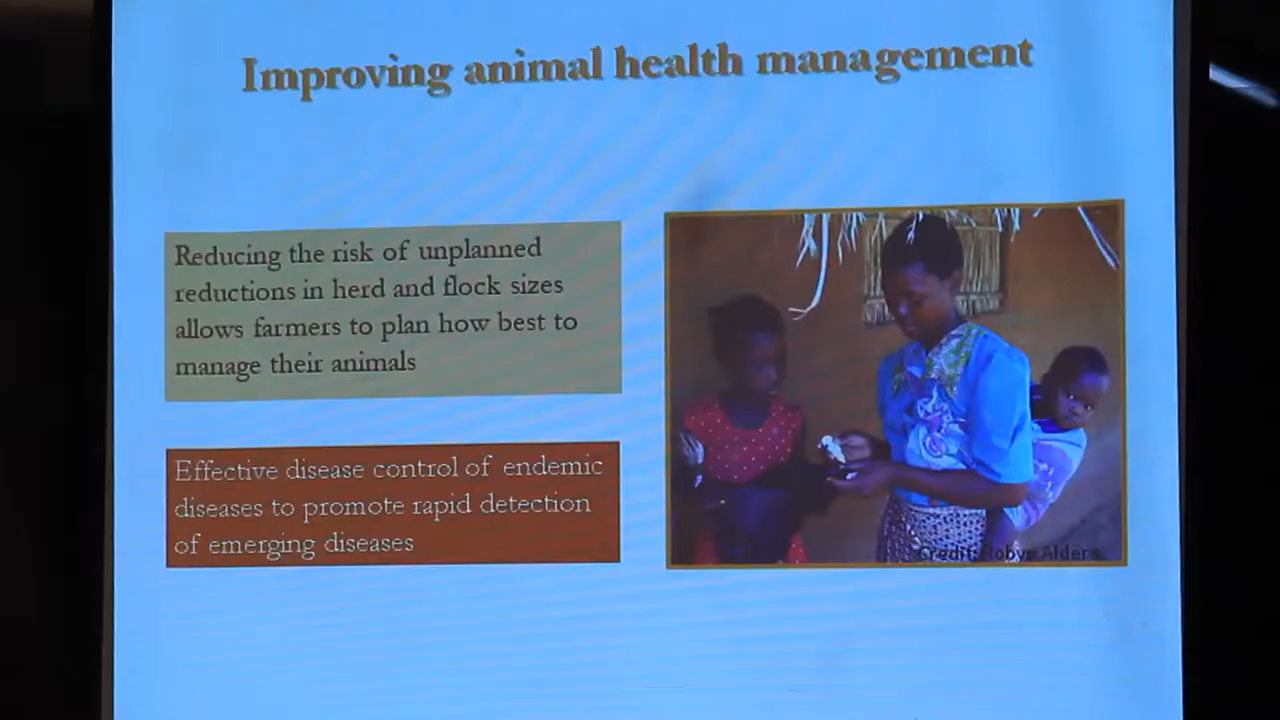 Improving animal health management
Reducing the risk of unplanned
reductions in herd and flock sizes
allows farmers to plan how best to
manage their animals
Effective disease control of endemic
diseases to promote rapid detection
of emerging diseases
Credit: Robyn Alders